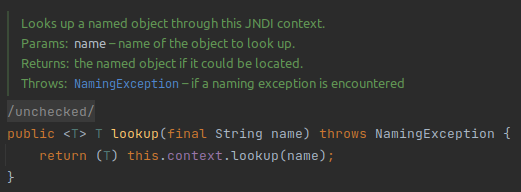 Looks up a named object through this JNDI context.
Params: name – name of the object to look up.
Returns: the named object if it could be located.
Throws: NamingException – if a naming exception is encountered
/unchecked/
public <T> T lookup(final String name) throws NamingException {
    return (T) this.context.lookup(name);
}